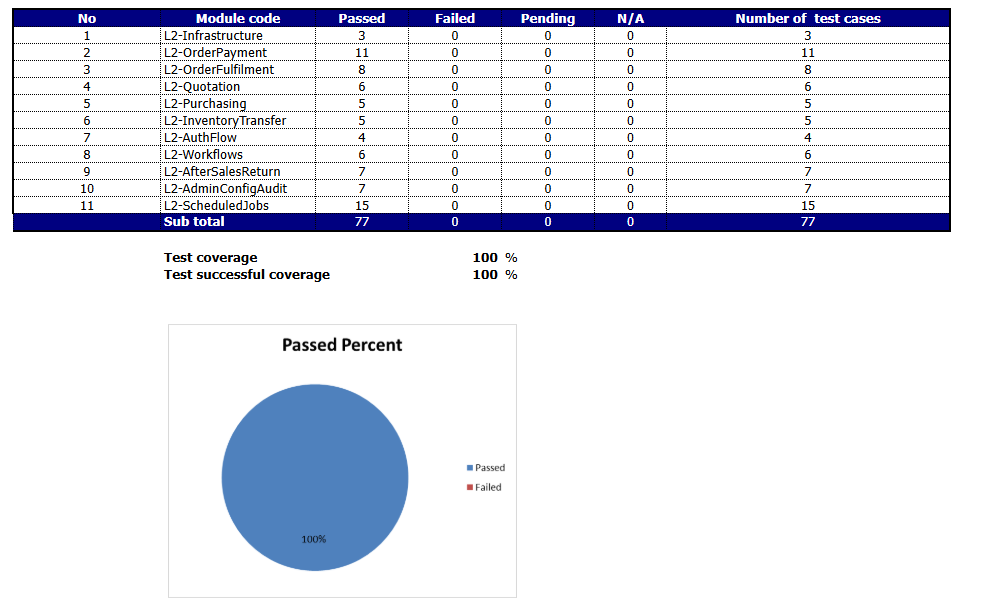 No Module code Passed Failed Pending N/A Number of  test cases
1 L2-Infrastructure 3 0 0 0 3
2 L2-OrderPayment 11 0 0 0 11
3 L2-OrderFulfilment 8 0 0 0 8
4 L2-Quotation 6 0 0 0 6
5 L2-Purchasing 5 0 0 0 5
6 L2-InventoryTransfer 5 0 0 0 5
7 L2-AuthFlow 4 0 0 0 4
8 L2-Workflows 6 0 0 0 6
9 L2-AfterSalesReturn 7 0 0 0 7
10 L2-AdminConfigAudit 7 0 0 0 7
11 L2-ScheduledJobs 15 0 0 0 15
Sub total 77 0 0 0 77
Test coverage 100 %
Test successful coverage 100 %
Passed Percent
Passed
Failed
100%